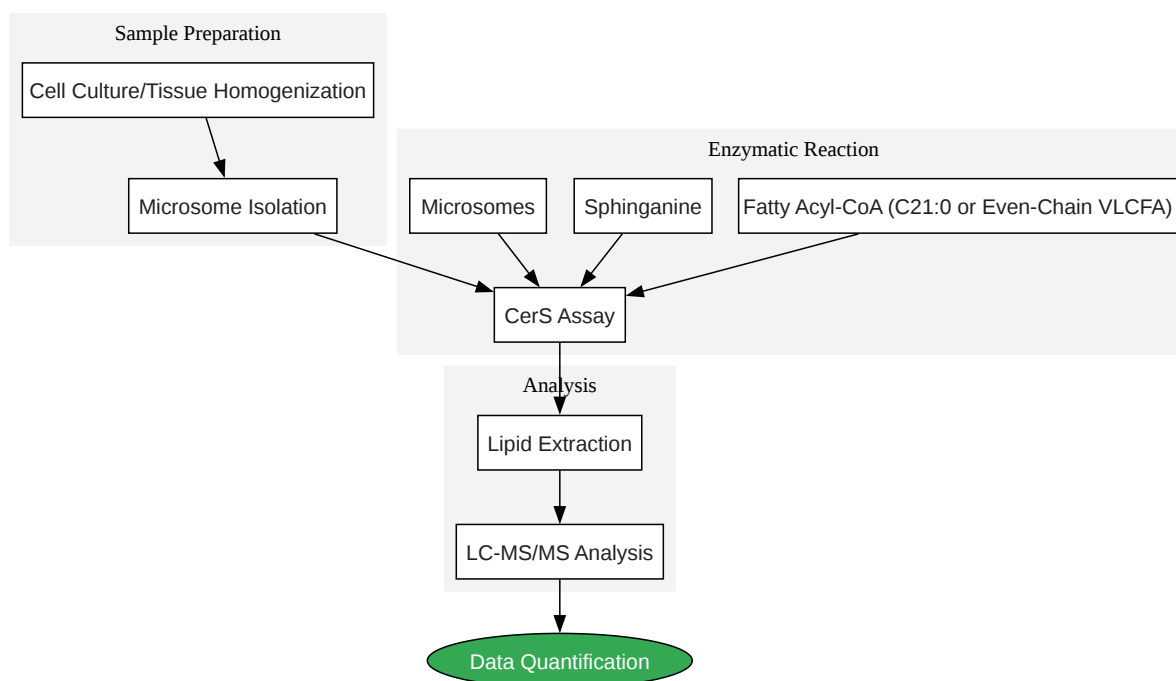 Sample Preparation
Cell Culture/Tissue Homogenization
Microsome Isolation
Enzymatic Reaction
Microsomes
Sphinganine
Fatty Acyl-CoA (C21:0 or Even-Chain VLCFA)
CerS Assay
Analysis
Lipid Extraction
LC-MS/MS Analysis
Data Quantification